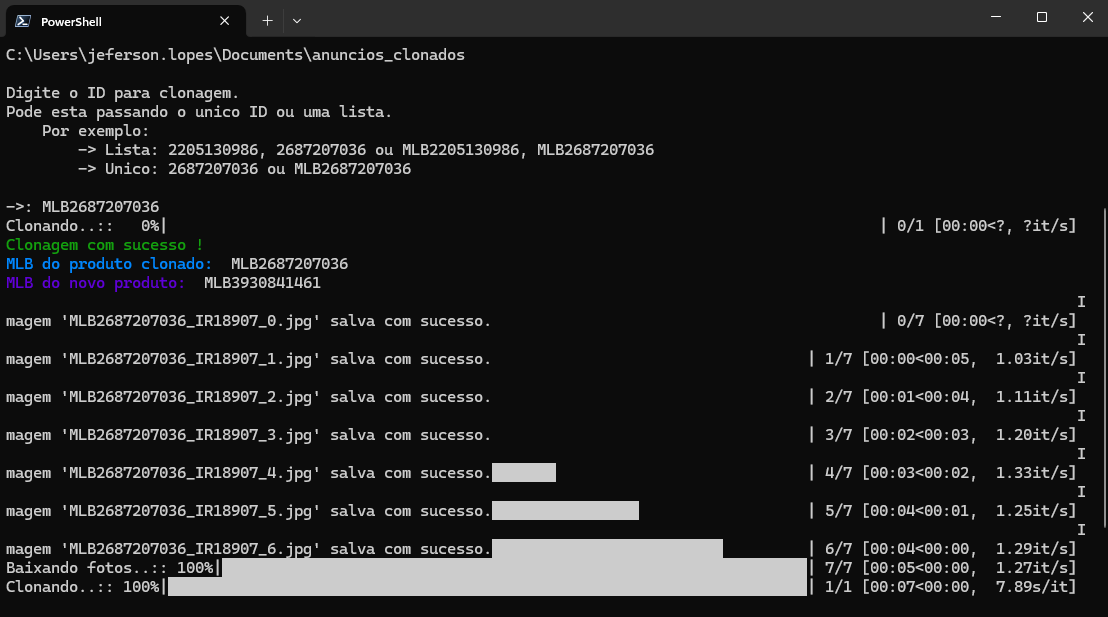 PowerShell
C:\Users\jeferson.lopes\Documents\anuncios_clonados
Digite o ID para clonagem.
Pode esta passando o unico ID ou uma lista.
Por exemplo:
-> Lista: 2205130986, 2687207036 ou MLB2205130986, MLB2687207036
-> Unico: 2687207036 ou MLB2687207036
->: MLB2687207036
Clonando..::   0%| | 0/1 [00:00<?, ?it/s]
Clonagem com sucesso !
MLB do produto clonado:  MLB2687207036
MLB do novo produto:  MLB3930841461
I
magem 'MLB2687207036_IR18907_0.jpg' salva com sucesso. | 0/7 [00:00<?, ?it/s]
I
magem 'MLB2687207036_IR18907_1.jpg' salva com sucesso. | 1/7 [00:00<00:05,  1.03it/s]
I
magem 'MLB2687207036_IR18907_2.jpg' salva com sucesso. | 2/7 [00:01<00:04,  1.11it/s]
I
magem 'MLB2687207036_IR18907_3.jpg' salva com sucesso. | 3/7 [00:02<00:03,  1.20it/s]
I
magem 'MLB2687207036_IR18907_4.jpg' salva com sucesso. | 4/7 [00:03<00:02,  1.33it/s]
I
magem 'MLB2687207036_IR18907_5.jpg' salva com sucesso. | 5/7 [00:04<00:01,  1.25it/s]
I
magem 'MLB2687207036_IR18907_6.jpg' salva com sucesso. | 6/7 [00:04<00:00,  1.29it/s]
Baixando fotos..:: 100%| | 7/7 [00:05<00:00,  1.27it/s]
Clonando..:: 100%| | 1/1 [00:07<00:00,  7.89s/it]